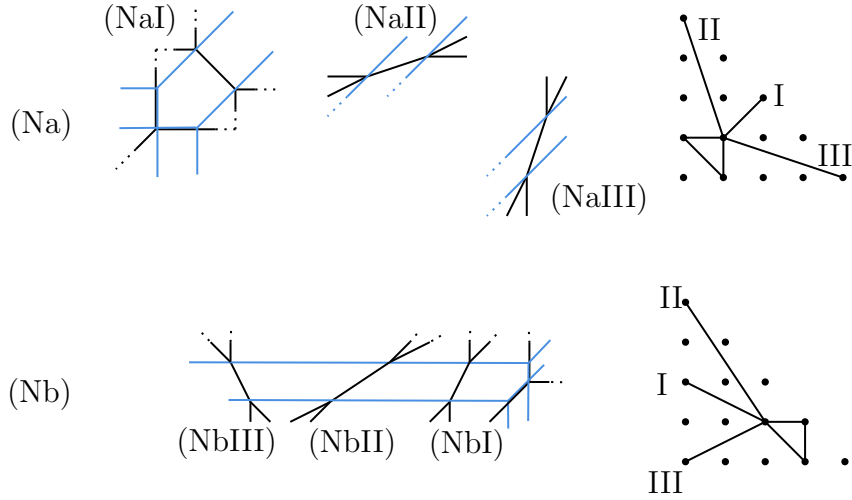 (NaI)
(NaII)
II
I
(Na)
III
(NaIII)
II
I
(Nb)
(NbIII)
(NbII)
(NbI)
III